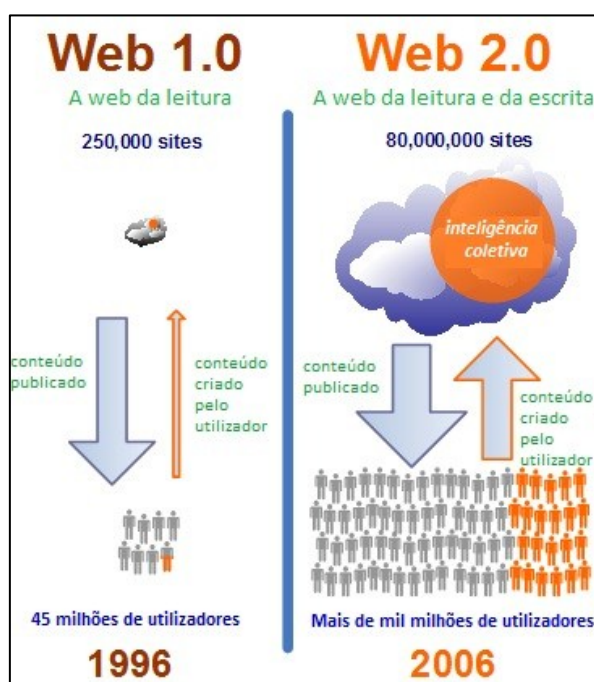 Web 1.0
A web da leitura
250,000 sites
conteúdo
publicado
conteúdo
criado
pelo
utilizador
45 milhões de utilizadores
1996
Web 2.0
A web da leitura e da escrita
80,000,000 sites
inteligência
coletiva
conteúdo
publicado
conteúdo
criado
pelo
utilizador
Mais de mil milhões de utilizadores
2006